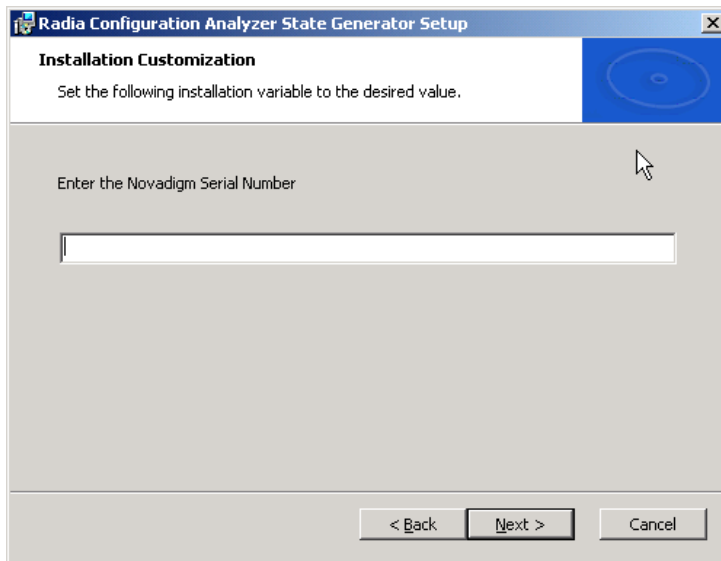 Radia Configuration Analyzer State Generator Setup
Installation Customization
Set the following installation variable to the desired value.
Enter the Novadigm Serial Number
< Back
Next >
Cancel